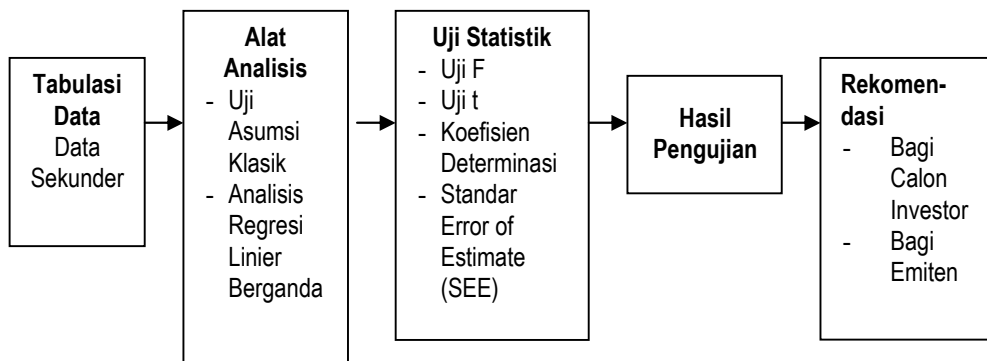 Tabulasi
Data
Data
Sekunder
Alat
Analisis
- Uji
Asumsi
Klasik
- Analisis
Regresi
Linier
Berganda
Uji Statistik
- Uji F
- Uji t
- Koefisien
Determinasi
- Standar
Error of
Estimate
(SEE)
Hasil
Pengujian
Rekomen-
dasi
- Bagi
Calon
Investor
- Bagi
Emiten